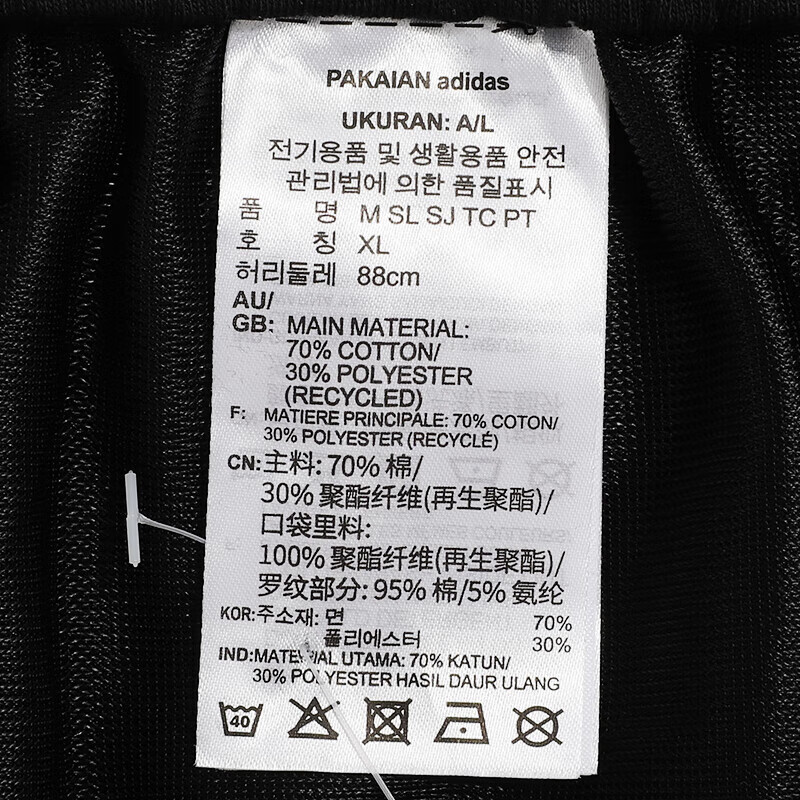 PAKAIAN adidas
UKURAN: A/L
전기용품 및 생활용품 안전
관리법에 의한 품질표시
품 명 M SL SJ TC PT
호 칭 XL
허리둘레 88cm
AU/
GB: MAIN MATERIAL:
70% COTTON/
30% POLYESTER
(RECYCLED)
F: MATIERE PRINCIPALE: 70% COTON/
30% POLYESTER (RECYCLÉ)
CN:主料: 70% 棉/
30% 聚酯纤维(再生聚酯)/
口袋里料:
100% 聚酯纤维(再生聚酯)/
罗纹部分: 95% 棉/5% 氨纶
KOR:주소재: 면 70%
폴리에스터 30%
IND:MATERIAL UTAMA: 70% KATUN/
30% POLYESTER HASIL DAUR ULANG
40